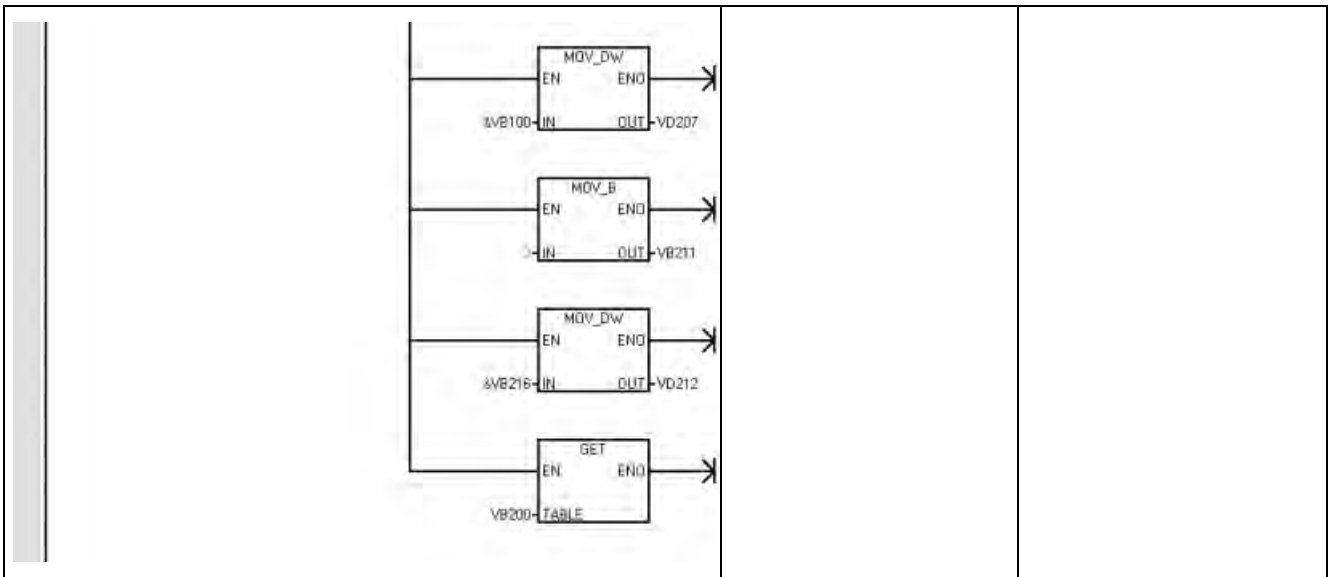 MOV_DW
EN ENO
&VB100 IN OUT VD207
MOV_B
EN ENO
IN OUT VB211
MOV_DW
EN ENO
&VB216 IN OUT VD212
GET
EN ENO
VB200 TABLE